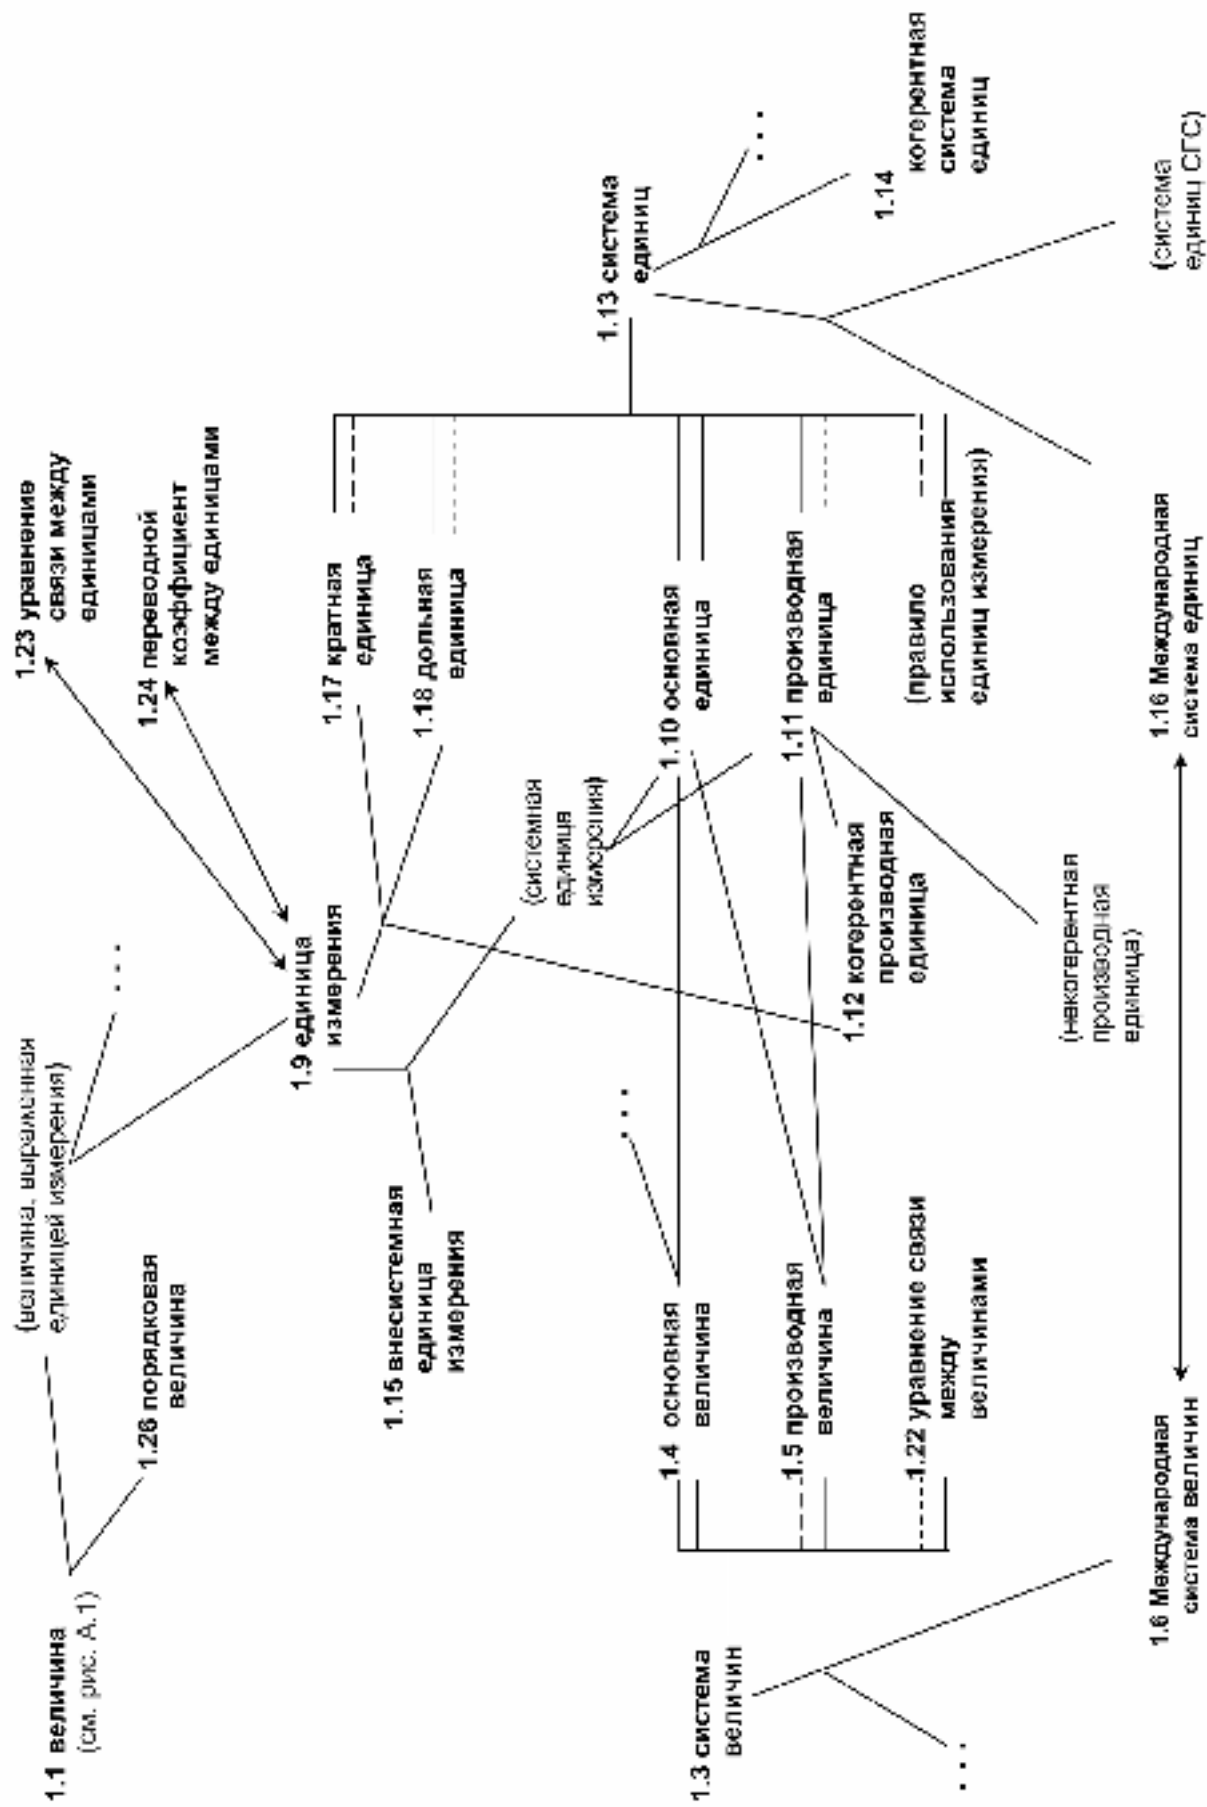 1.1 величина
(см. рис. А.1)
(величина, выраженная
единицей измерения)
. . .
1.26 порядковая
величина
1.23 уравнение
связи между
единицами
1.24 переводной
коэффициент
между единицами
1.9 единица
измерения
1.17 кратная
единица
1.18 дольная
единица
1.15 внесистемная
единица
измерения
(системная
единица
измерения)
1.13 система
единиц
. . .
1.14 когерентная
система
единиц
(система
единиц СГС)
1.3 система
величин
. . .
1.4 основная
величина
. . .
1.10 основная
единица
1.5 производная
величина
1.11 производная
единица
1.22 уравнение связи
между
величинами
1.12 когерентная
производная
единица
(правило
использования
единиц измерения)
(некогерентная
производная
единица)
1.6 Международная
система величин
1.16 Международная
система единиц